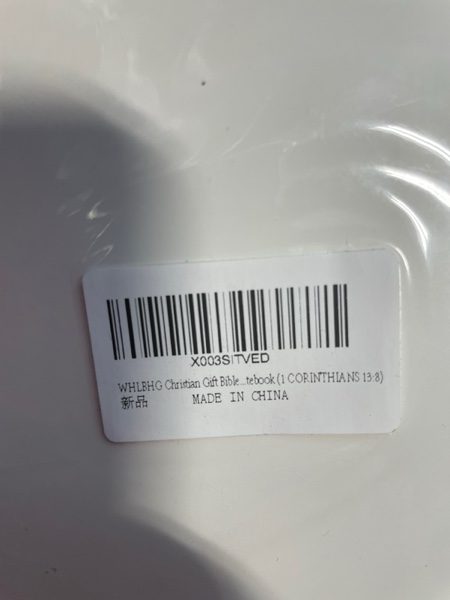 X003SITVED
WHLBHG Christian Gift Bible...tebook (1 CORINTHIANS 13:8)
新品 MADE IN CHINA